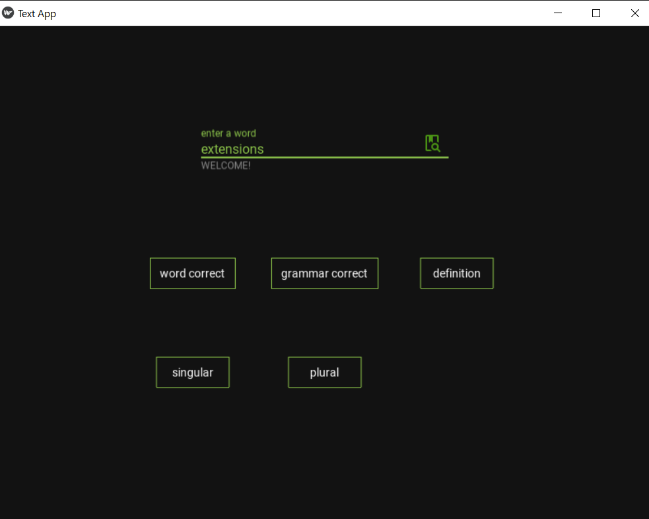 Text App
enter a word
extensions
WELCOME!
word correct
grammar correct
definition
singular
plural